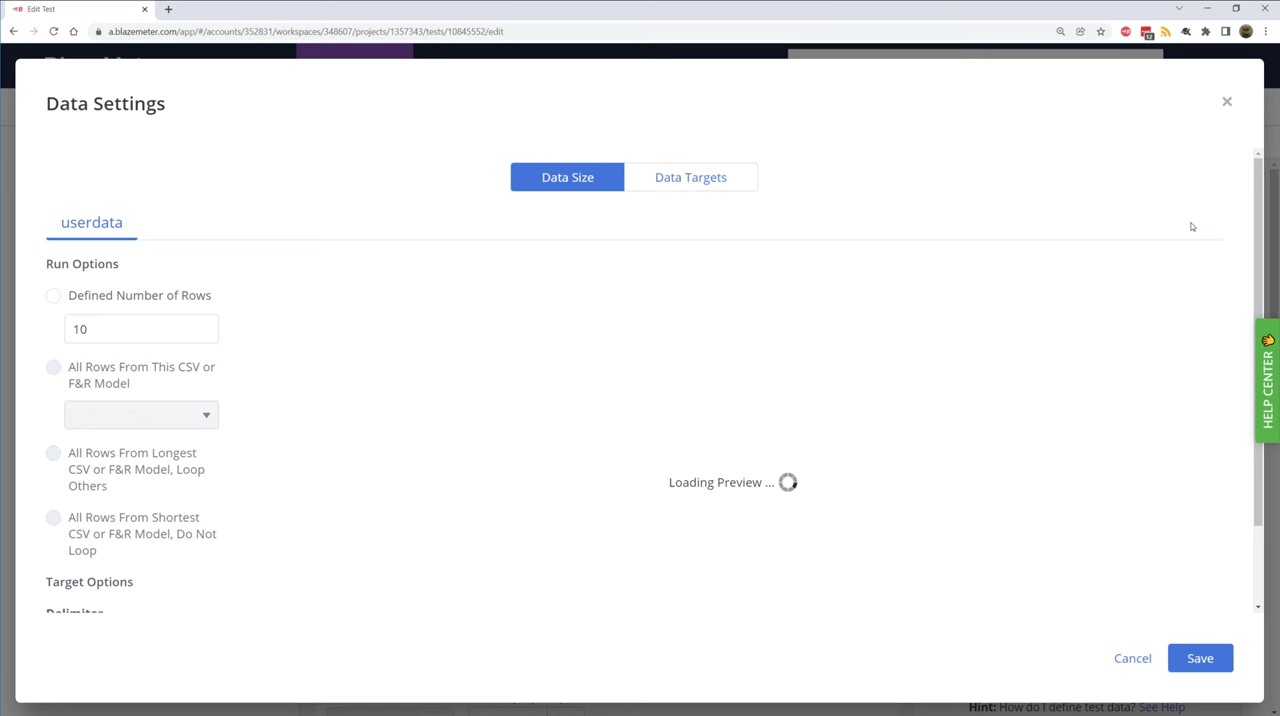 Edit Test
a.blazemeter.com/app/#/accounts/352831/workspaces/348607/projects/1357343/tests/11645552/edit
12
Data Settings
Data Size
Data Targets
userdata
Run Options
Defined Number of Rows
10
All Rows From This CSV or
F&R Model
All Rows From Longest
CSV or F&R Model, Loop
Others
All Rows From Shortest
CSV or F&R Model, Do Not
Loop
Target Options
Delimiter
Loading Preview ...
HELP CENTER
Cancel
Save
Hint: How do I define test data? See Help